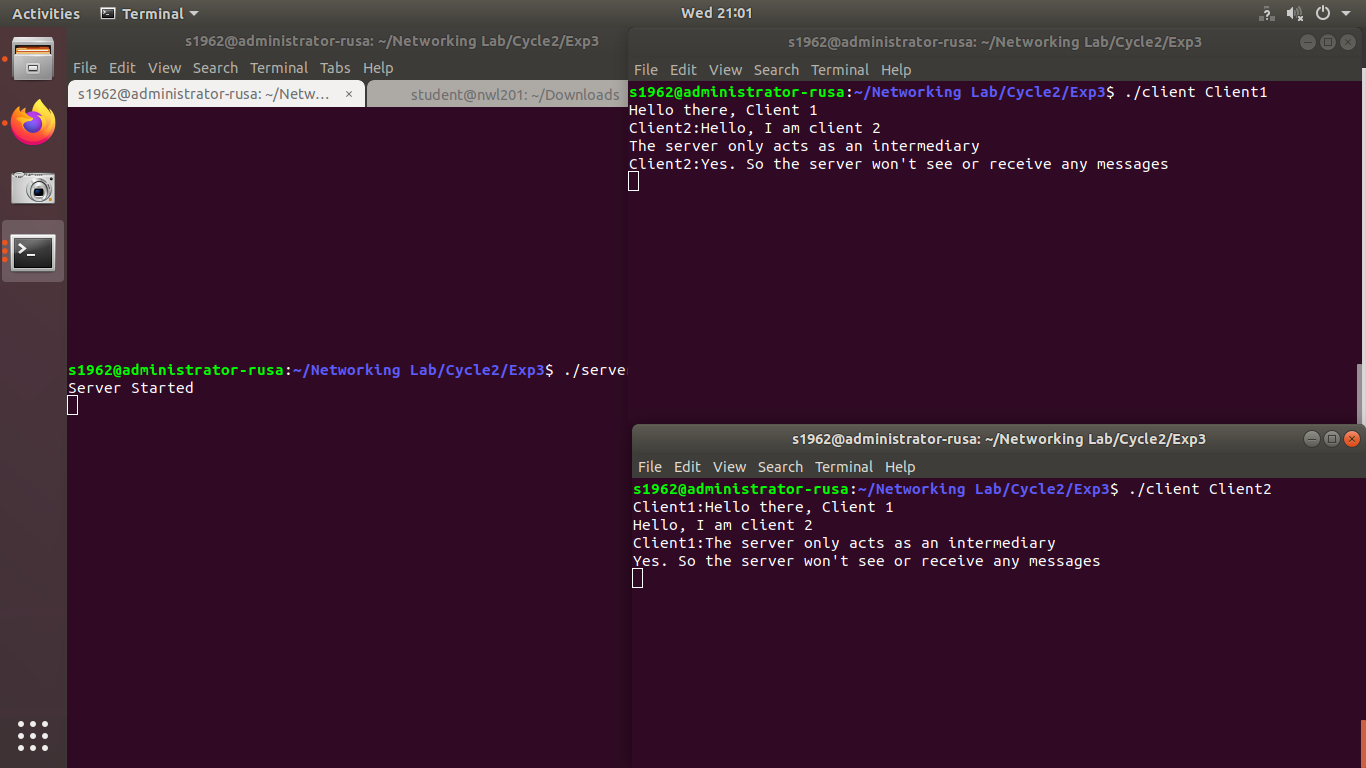 Activities Terminal Wed 21:01
s1962@administrator-rusa: ~/Networking Lab/Cycle2/Exp3
File Edit View Search Terminal Tabs Help
s1962@administrator-rusa: ~/Netw... × student@nwl201: ~/Downloads
s1962@administrator-rusa:~/Networking Lab/Cycle2/Exp3$ ./serve
Server Started
s1962@administrator-rusa: ~/Networking Lab/Cycle2/Exp3
File Edit View Search Terminal Help
s1962@administrator-rusa:~/Networking Lab/Cycle2/Exp3$ ./client Client1
Hello there, Client 1
Client2:Hello, I am client 2
The server only acts as an intermediary
Client2:Yes. So the server won't see or receive any messages
s1962@administrator-rusa: ~/Networking Lab/Cycle2/Exp3
File Edit View Search Terminal Help
s1962@administrator-rusa:~/Networking Lab/Cycle2/Exp3$ ./client Client2
Client1:Hello there, Client 1
Hello, I am client 2
Client1:The server only acts as an intermediary
Yes. So the server won't see or receive any messages